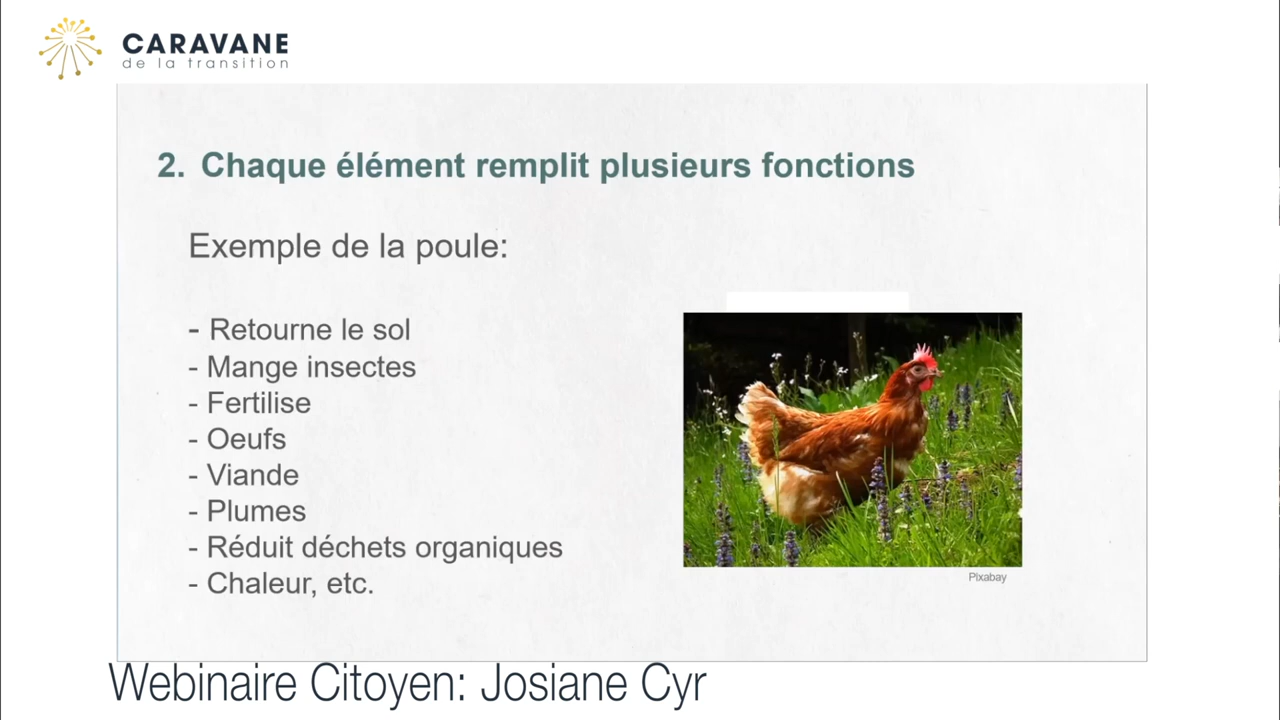 CARAVANE
de la transition
2. Chaque élément remplit plusieurs fonctions
Exemple de la poule:
- Retourne le sol
- Mange insectes
- Fertilise
- Oeufs
- Viande
- Plumes
- Réduit déchets organiques
- Chaleur, etc.
Pixabay
Webinaire Citoyen: Josiane Cyr